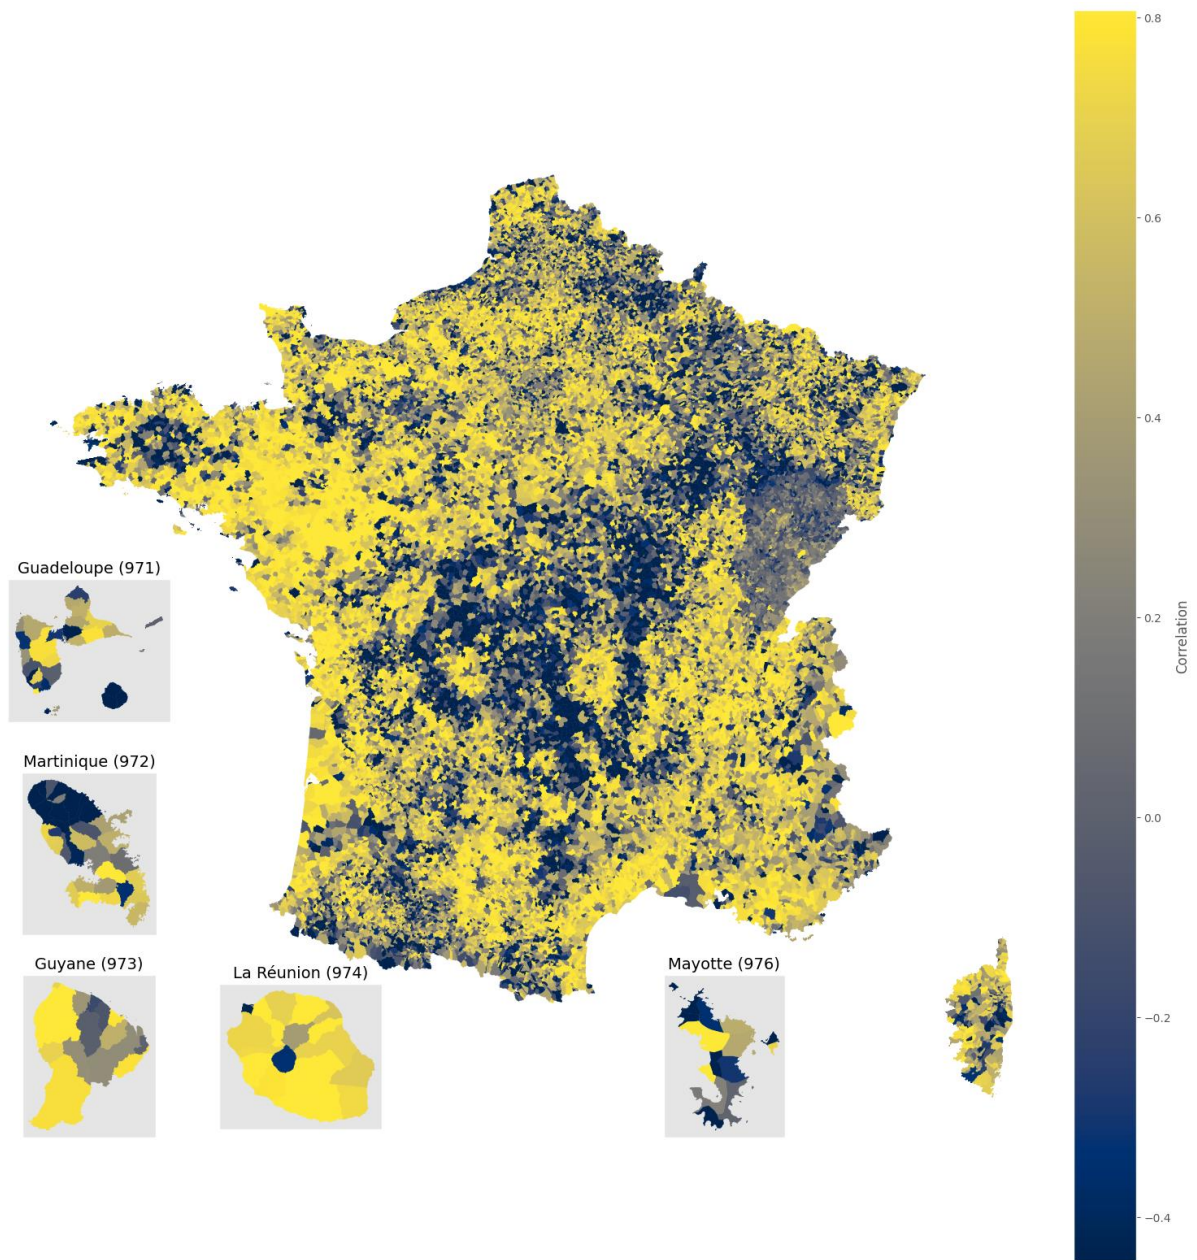 0.8
0.6
0.4
0.2
0.0
−0.2
−0.4
Correlation
Guadeloupe (971)
Martinique (972)
Guyane (973)
La Réunion (974)
Mayotte (976)